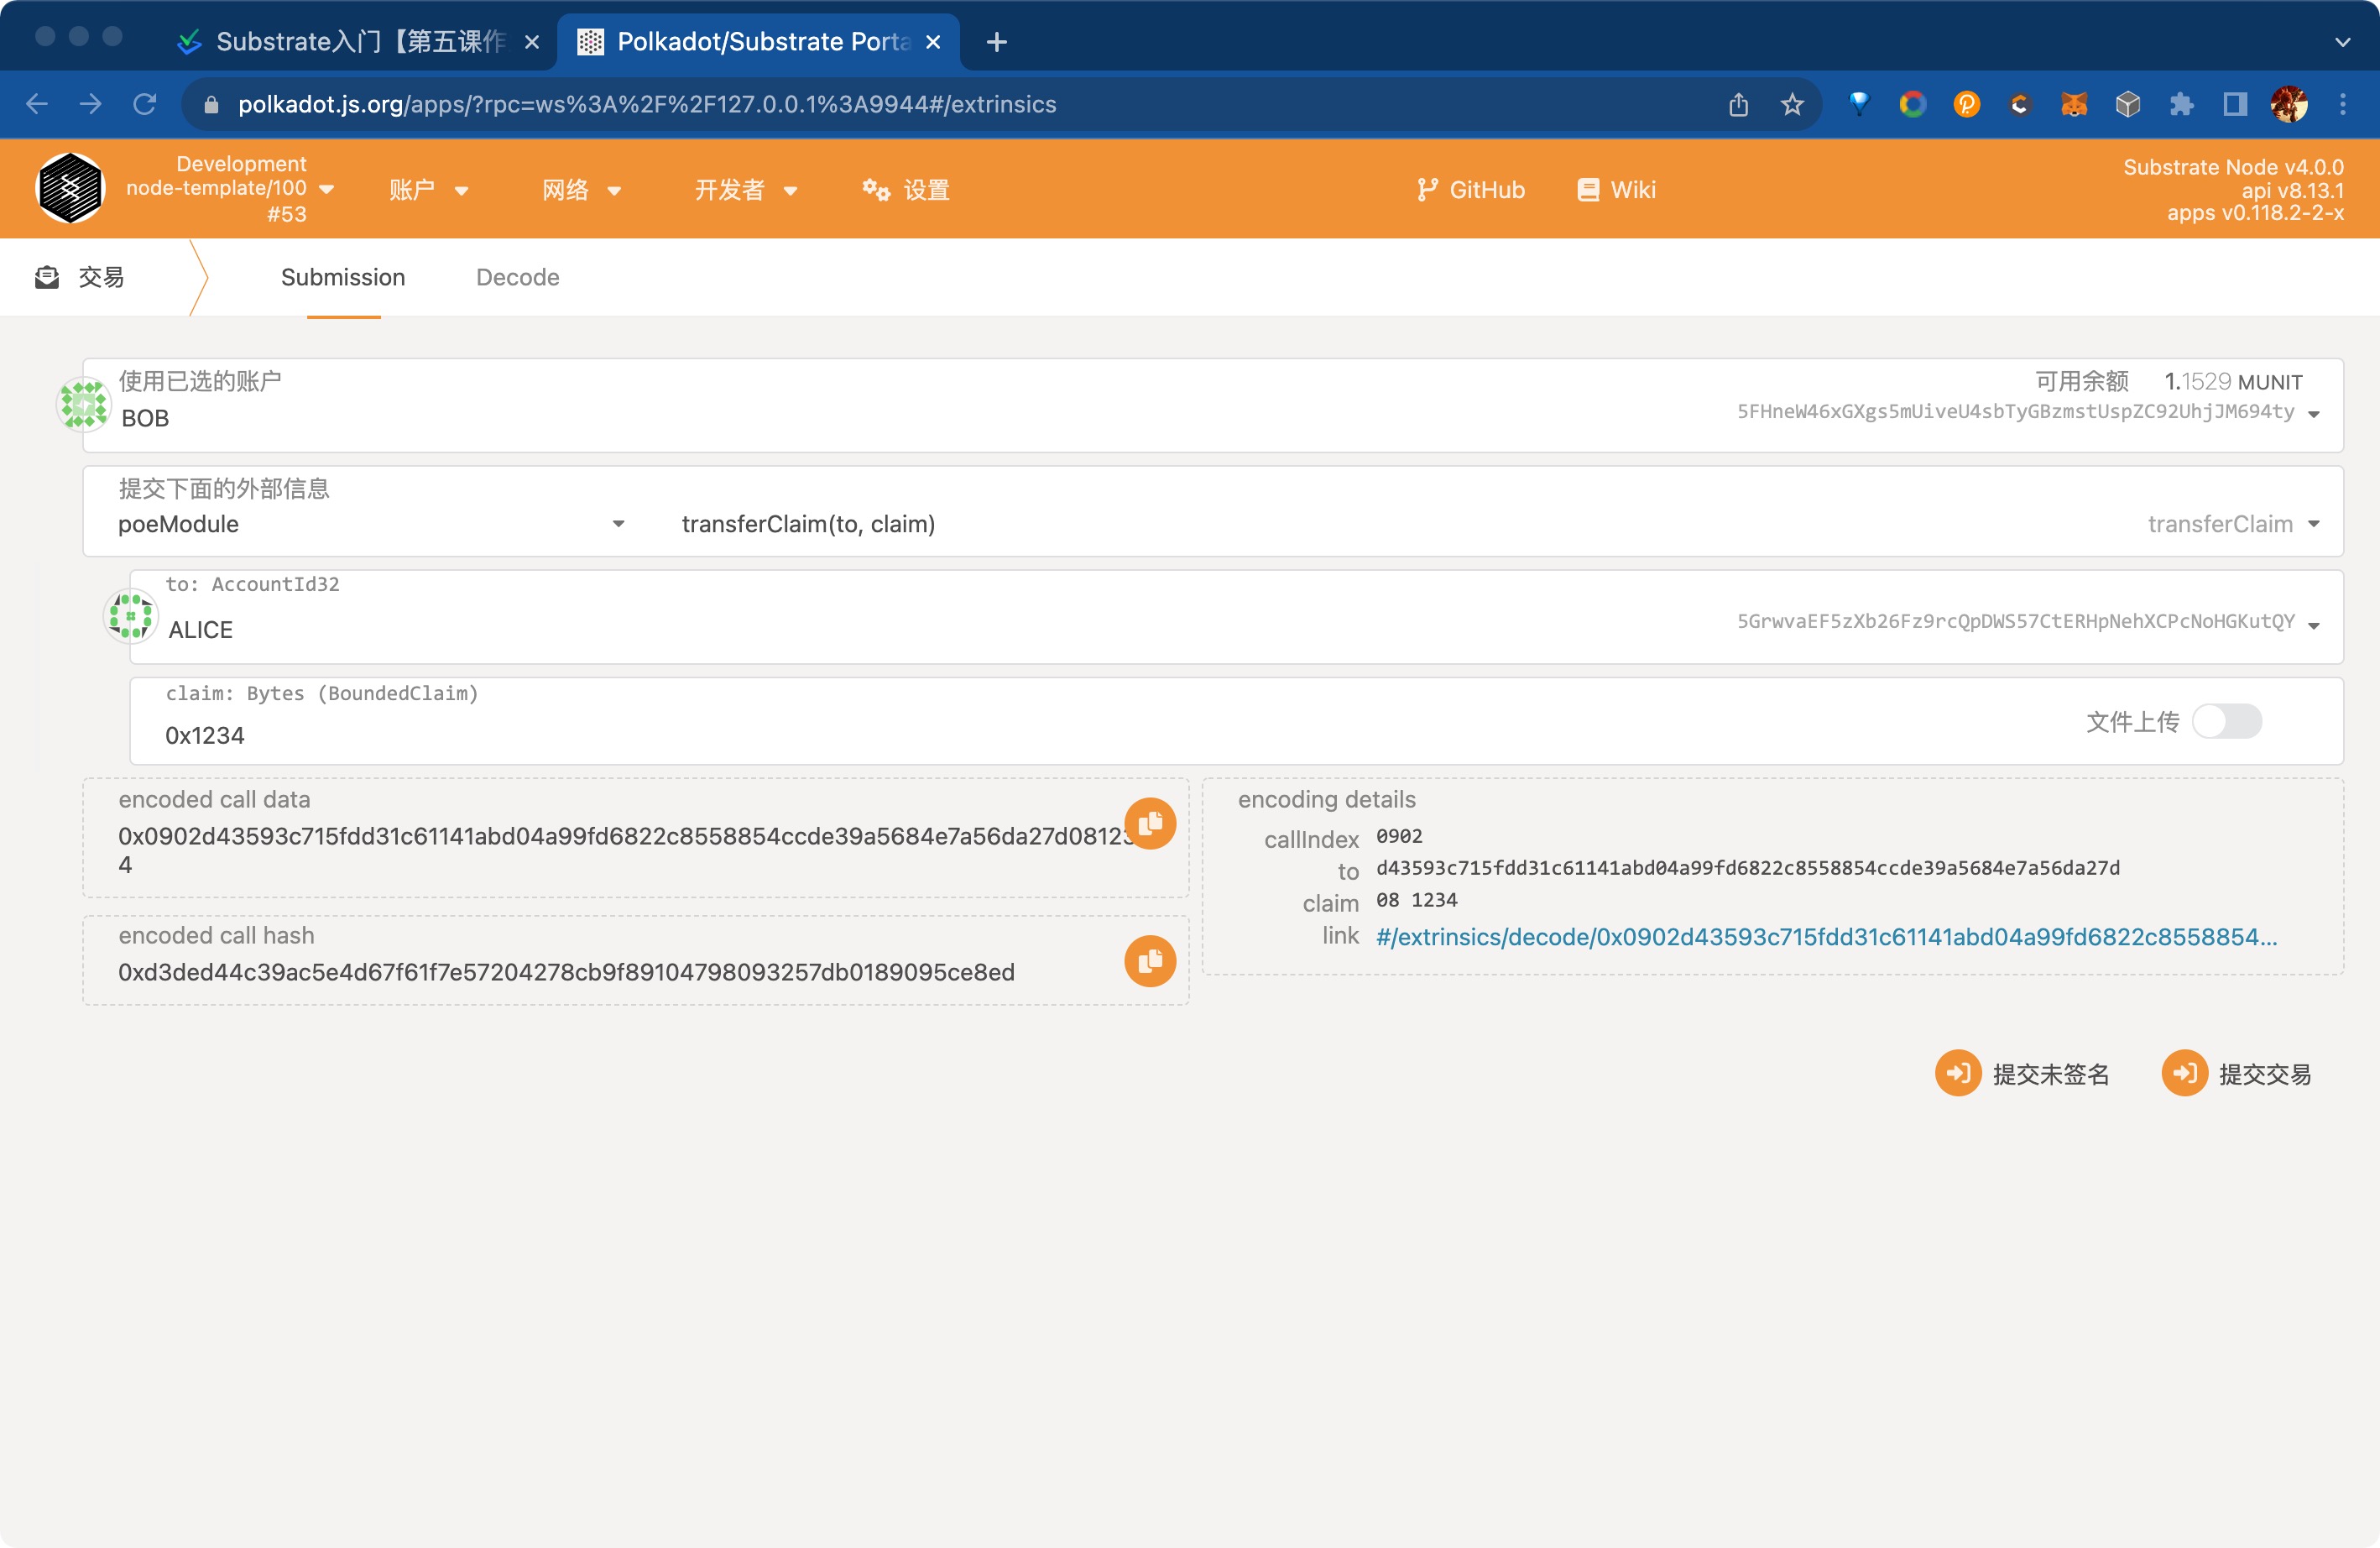 Substrate入门【第五课作
Polkadot/Substrate Porta
polkadot.js.org/apps/?rpc=ws%3A%2F%2F127.0.0.1%3A9944#/extrinsics
Development
node-template/100
#53
账户
网络
开发者
设置
GitHub
Wiki
Substrate Node v4.0.0
api v8.13.1
apps v0.118.2-2-x
交易
Submission
Decode
使用已选的账户
BOB
可用余额 1.1529 MUNIT
5FHneW46xGXgs5mUiveU4sbTyGBzmstUspZC92UhjJM694ty
提交下面的外部信息
poeModule
transferClaim(to, claim)
transferClaim
to: AccountId32
ALICE
5GrwvaEF5zXb26Fz9rcQpDWS57CtERHpNehXCPcNoHGKutQY
claim: Bytes (BoundedClaim)
0x1234
文件上传
encoded call data
0x0902d43593c715fdd31c61141abd04a99fd6822c8558854ccde39a5684e7a56da27d08123
4
encoded call hash
0xd3ded44c39ac5e4d67f61f7e57204278cb9f89104798093257db0189095ce8ed
encoding details
callIndex 0902
to d43593c715fdd31c61141abd04a99fd6822c8558854ccde39a5684e7a56da27d
claim 08 1234
link #/extrinsics/decode/0x0902d43593c715fdd31c61141abd04a99fd6822c8558854...
提交未签名
提交交易